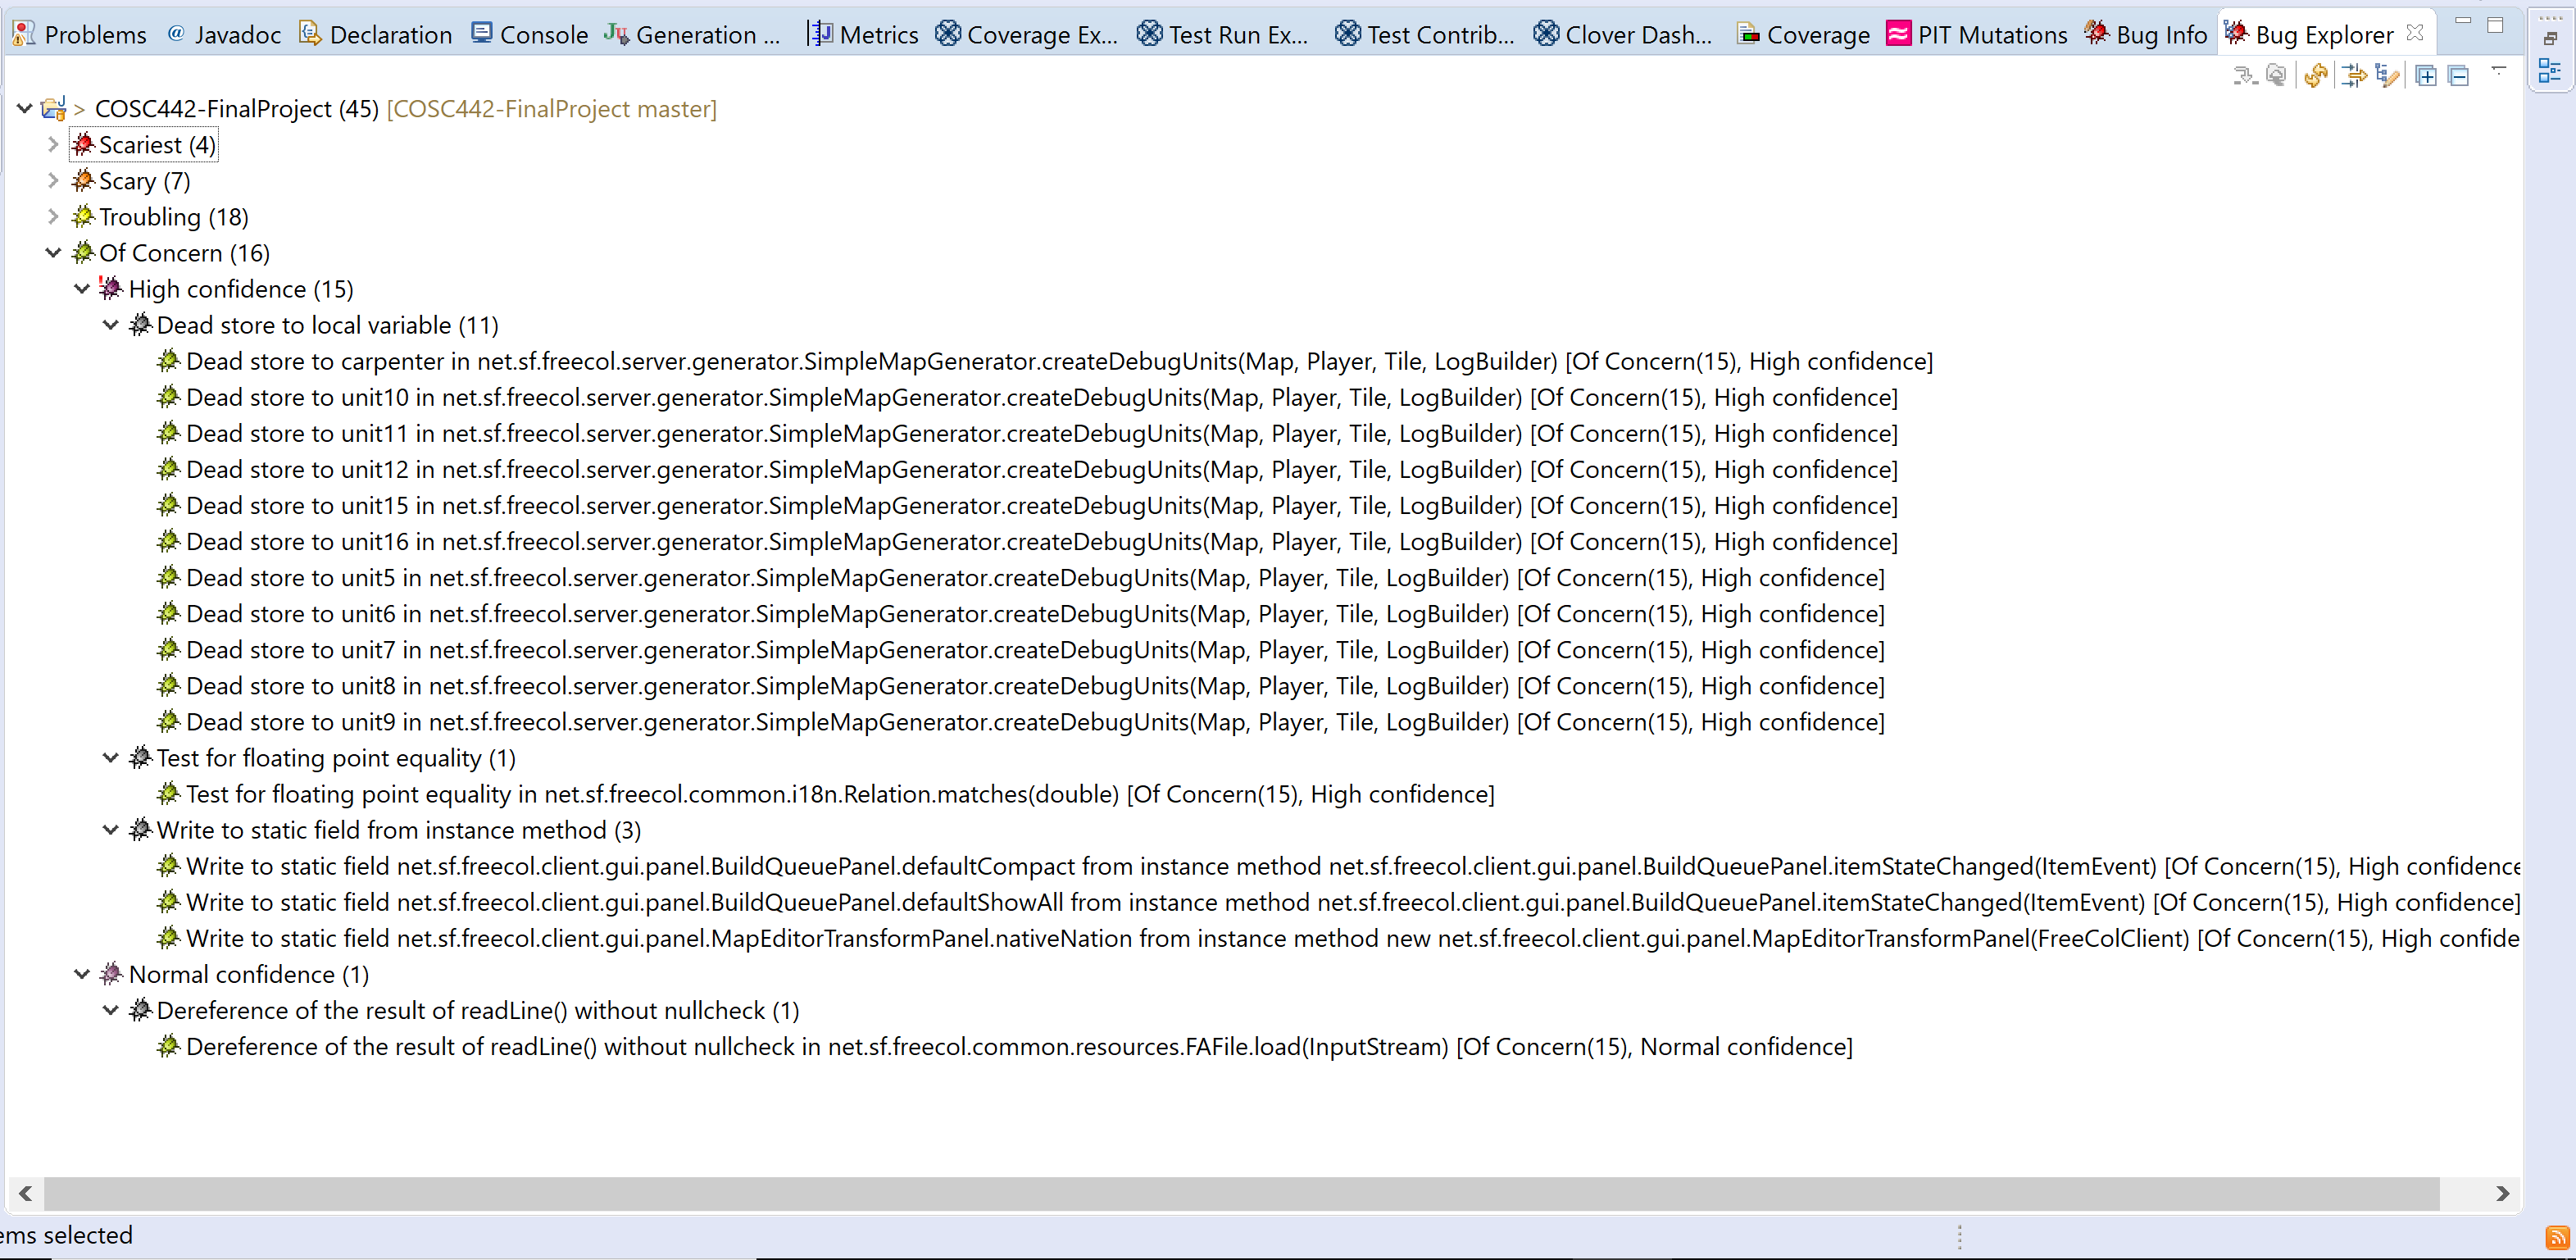 Problems @ Javadoc Declaration Console Generation ... Metrics Coverage Ex... Test Run Ex... Test Contrib... Clover Dash... Coverage PIT Mutations Bug Info Bug Explorer
> COSC442-FinalProject (45) [COSC442-FinalProject master]
Scariest (4)
Scary (7)
Troubling (18)
Of Concern (16)
High confidence (15)
Dead store to local variable (11)
Dead store to carpenter in net.sf.freecol.server.generator.SimpleMapGenerator.createDebugUnits(Map, Player, Tile, LogBuilder) [Of Concern(15), High confidence]
Dead store to unit10 in net.sf.freecol.server.generator.SimpleMapGenerator.createDebugUnits(Map, Player, Tile, LogBuilder) [Of Concern(15), High confidence]
Dead store to unit11 in net.sf.freecol.server.generator.SimpleMapGenerator.createDebugUnits(Map, Player, Tile, LogBuilder) [Of Concern(15), High confidence]
Dead store to unit12 in net.sf.freecol.server.generator.SimpleMapGenerator.createDebugUnits(Map, Player, Tile, LogBuilder) [Of Concern(15), High confidence]
Dead store to unit15 in net.sf.freecol.server.generator.SimpleMapGenerator.createDebugUnits(Map, Player, Tile, LogBuilder) [Of Concern(15), High confidence]
Dead store to unit16 in net.sf.freecol.server.generator.SimpleMapGenerator.createDebugUnits(Map, Player, Tile, LogBuilder) [Of Concern(15), High confidence]
Dead store to unit5 in net.sf.freecol.server.generator.SimpleMapGenerator.createDebugUnits(Map, Player, Tile, LogBuilder) [Of Concern(15), High confidence]
Dead store to unit6 in net.sf.freecol.server.generator.SimpleMapGenerator.createDebugUnits(Map, Player, Tile, LogBuilder) [Of Concern(15), High confidence]
Dead store to unit7 in net.sf.freecol.server.generator.SimpleMapGenerator.createDebugUnits(Map, Player, Tile, LogBuilder) [Of Concern(15), High confidence]
Dead store to unit8 in net.sf.freecol.server.generator.SimpleMapGenerator.createDebugUnits(Map, Player, Tile, LogBuilder) [Of Concern(15), High confidence]
Dead store to unit9 in net.sf.freecol.server.generator.SimpleMapGenerator.createDebugUnits(Map, Player, Tile, LogBuilder) [Of Concern(15), High confidence]
Test for floating point equality (1)
Test for floating point equality in net.sf.freecol.common.i18n.Relation.matches(double) [Of Concern(15), High confidence]
Write to static field from instance method (3)
Write to static field net.sf.freecol.client.gui.panel.BuildQueuePanel.defaultCompact from instance method net.sf.freecol.client.gui.panel.BuildQueuePanel.itemStateChanged(ItemEvent) [Of Concern(15), High confidence
Write to static field net.sf.freecol.client.gui.panel.BuildQueuePanel.defaultShowAll from instance method net.sf.freecol.client.gui.panel.BuildQueuePanel.itemStateChanged(ItemEvent) [Of Concern(15), High confidence]
Write to static field net.sf.freecol.client.gui.panel.MapEditorTransformPanel.nativeNation from instance method new net.sf.freecol.client.gui.panel.MapEditorTransformPanel(FreeColClient) [Of Concern(15), High confide
Normal confidence (1)
Dereference of the result of readLine() without nullcheck (1)
Dereference of the result of readLine() without nullcheck in net.sf.freecol.common.resources.FAFile.load(InputStream) [Of Concern(15), Normal confidence]
ems selected